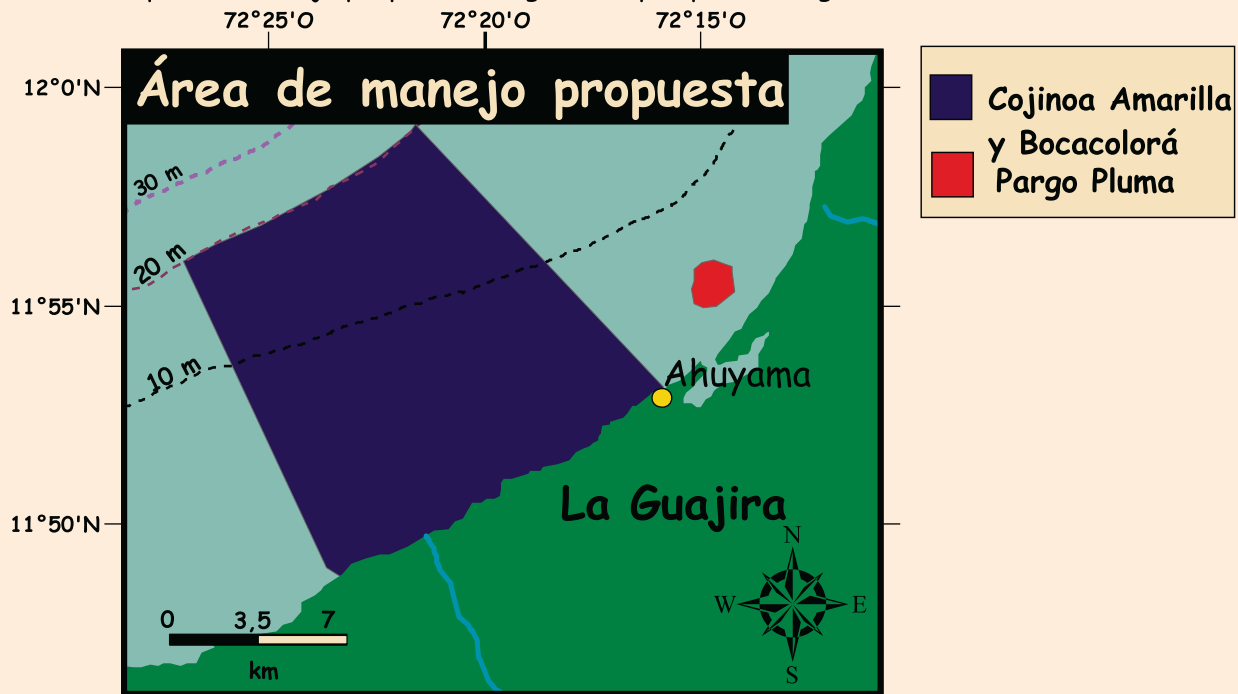 72°25'O 72°20'O 72°15'O
Área de manejo propuesta
12°0'N
11°55'N
11°50'N
30 m
20 m
10 m
Ahuyama
La Guajira
N
W E
S
0 3,5 7
km
Cojinoa Amarilla
y Bocacolorá
Pargo Pluma